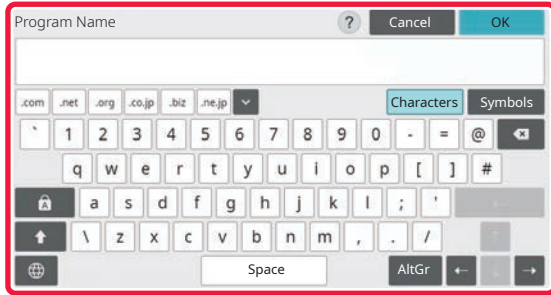 Program Name ? Cancel OK
.com .net .org .co.jp .biz .ne.jp Characters Symbols
` 1 2 3 4 5 6 7 8 9 0 - = @
q w e r t y u i o p [ ] #
A a s d f g h j k l ; '
\ z x c v b n m , . /
Space AltGr ← ↓ →